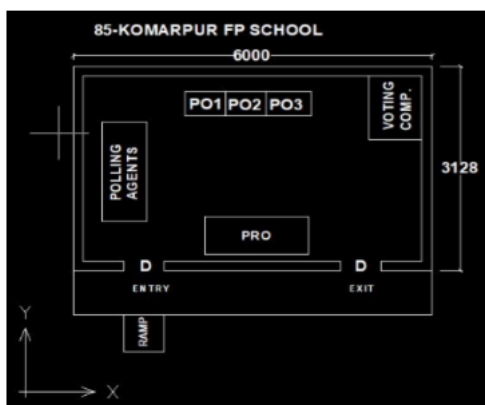 85-KOMARPUR FP SCHOOL
6000
PO1 PO2 PO3
VOTING
COMP.
POLLING
AGENTS
3128
PRO
D
D
ENTRY
EXIT
RAMP
Y
X